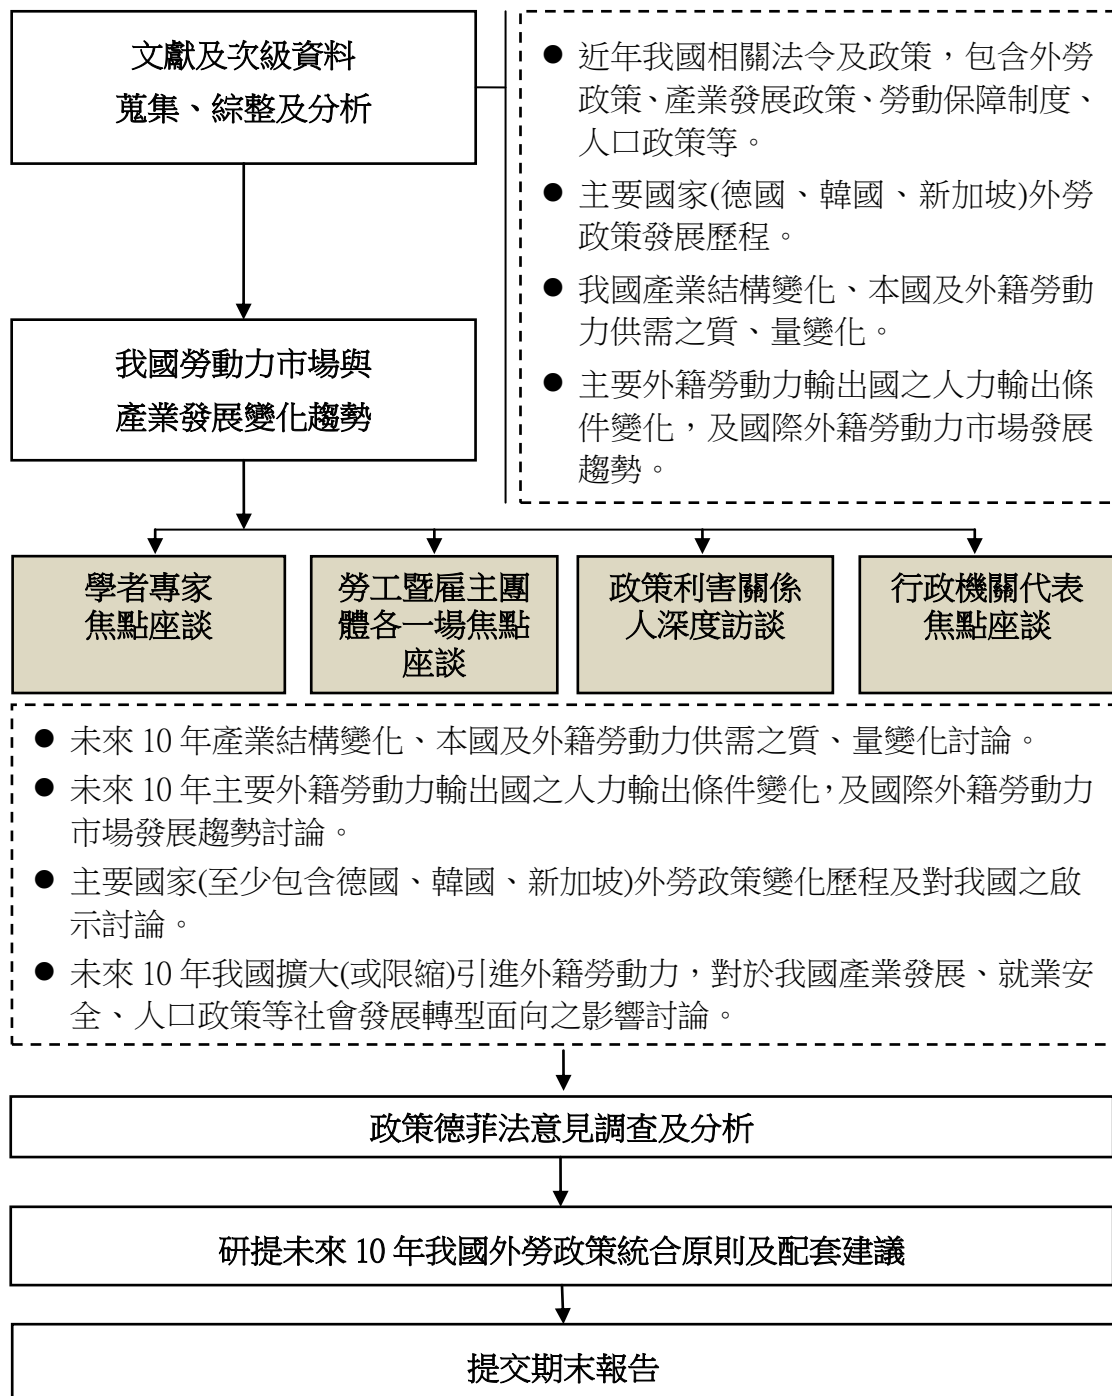 文獻及次級資料
蒐集、綜整及分析
● 近年我國相關法令及政策，包含外勞
政策、產業發展政策、勞動保障制度、
人口政策等。
● 主要國家(德國、韓國、新加坡)外勞
政策發展歷程。
● 我國產業結構變化、本國及外籍勞動
力供需之質、量變化。
● 主要外籍勞動力輸出國之人力輸出條
件變化，及國際外籍勞動力市場發展
趨勢。
我國勞動力市場與
產業發展變化趨勢
學者專家
焦點座談
勞工暨雇主團
體各一場焦點
座談
政策利害關係
人深度訪談
行政機關代表
焦點座談
● 未來 10 年產業結構變化、本國及外籍勞動力供需之質、量變化討論。
● 未來 10 年主要外籍勞動力輸出國之人力輸出條件變化，及國際外籍勞動力
市場發展趨勢討論。
● 主要國家(至少包含德國、韓國、新加坡)外勞政策變化歷程及對我國之啟
示討論。
● 未來 10 年我國擴大(或限縮)引進外籍勞動力，對於我國產業發展、就業安
全、人口政策等社會發展轉型面向之影響討論。
政策德菲法意見調查及分析
研提未來 10 年我國外勞政策統合原則及配套建議
提交期末報告